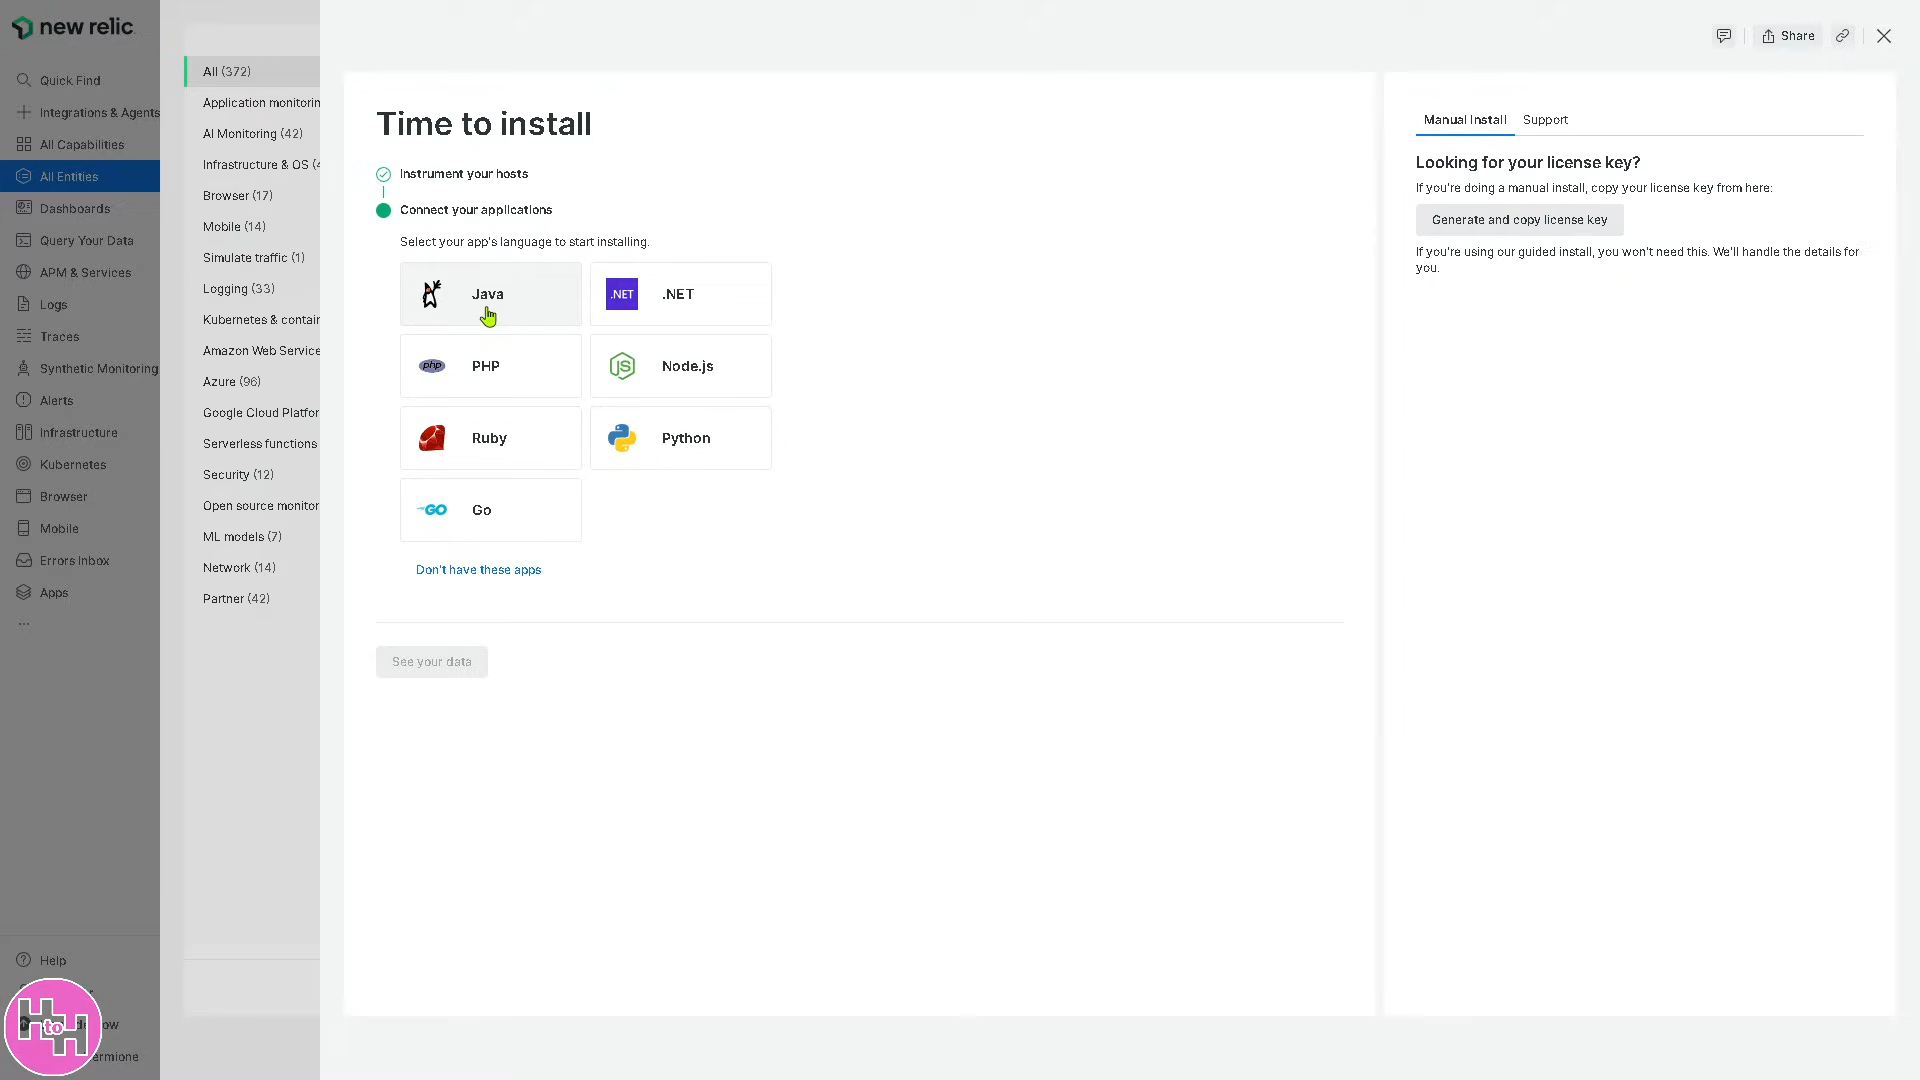 new relic
Quick Find
Integrations & Agents
All Capabilities
All Entities
Dashboards
Query Your Data
APM & Services
Logs
Traces
Synthetic Monitoring
Alerts
Infrastructure
Kubernetes
Browser
Mobile
Errors Inbox
Apps
...
Help
ow
ermione
H to H
All (372)
Application monitorin
AI Monitoring (42)
Infrastructure & OS (4
Browser (17)
Mobile (14)
Simulate traffic (1)
Logging (33)
Kubernetes & contain
Amazon Web Service
Azure (96)
Google Cloud Platfor
Serverless functions
Security (12)
Open source monitor
ML models (7)
Network (14)
Partner (42)
Share
Time to install
Instrument your hosts
Connect your applications
Select your app's language to start installing.
Java
.NET .NET
php PHP
JS Node.js
Ruby
Python
GO Go
Don't have these apps
See your data
Manual Install Support
Looking for your license key?
If you're doing a manual install, copy your license key from here:
Generate and copy license key
If you're using our guided install, you won't need this. We'll handle the details for
you.